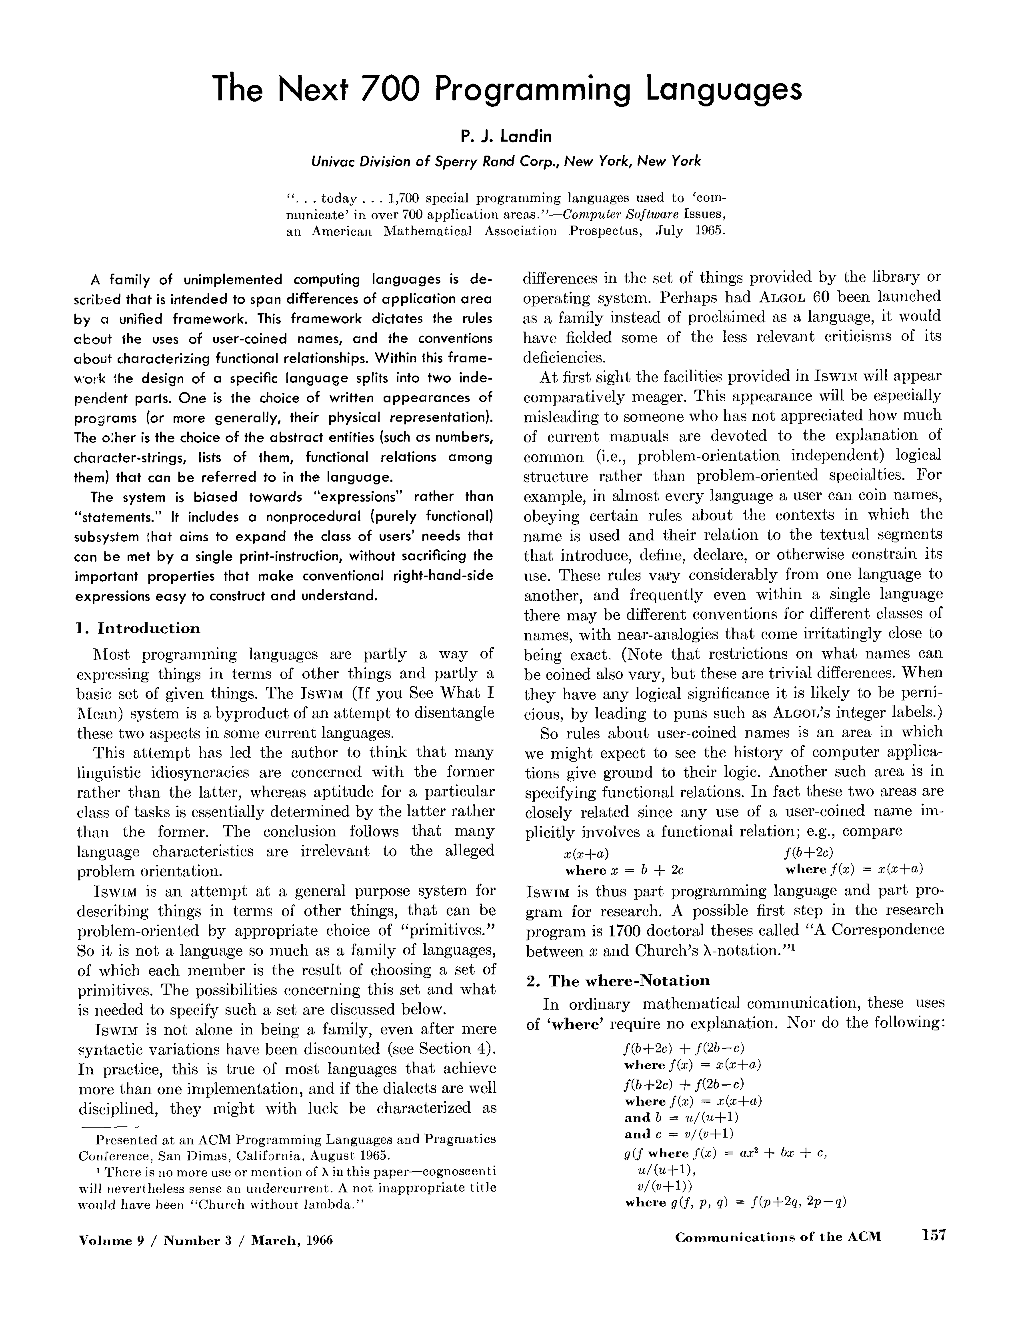 The Next 700 Programming Languages
P. J. Landin
Univac Division of Sperry Rand Corp., New York, New York
". . . today . . . 1,700 special programming languages used to 'com-
municate' in over 700 application areas."—Computer Software Issues,
an American Mathematical Association Prospectus, July 1965.
A family of unimplemented computing languages is de-
scribed that is intended to span differences of application area
by a unified framework. This framework dictates the rules
about the uses of user-coined names, and the conventions
about characterizing functional relationships. Within this frame-
work the design of a specific language splits into two inde-
pendent parts. One is the choice of written appearances of
programs (or more generally, their physical representation).
The other is the choice of the abstract entities (such as numbers,
character-strings, lists of them, functional relations among
them) that can be referred to in the language.
The system is biased towards "expressions" rather than
"statements." It includes a nonprocedural (purely functional)
subsystem that aims to expand the class of users' needs that
can be met by a single print-instruction, without sacrificing the
important properties that make conventional right-hand-side
expressions easy to construct and understand.
1. Introduction
Most programming languages are partly a way of
expressing things in terms of other things and partly a
basic set of given things. The ISWIM (If you See What I
Mean) system is a byproduct of an attempt to disentangle
these two aspects in some current languages.
This attempt has led the author to think that many
linguistic idiosyncracies are concerned with the former
rather than the latter, whereas aptitude for a particular
class of tasks is essentially determined by the latter rather
than the former. The conclusion follows that many
language characteristics are irrelevant to the alleged
problem orientation.
ISWIM is an attempt at a general purpose system for
describing things in terms of other things, that can be
problem-oriented by appropriate choice of "primitives."
So it is not a language so much as a family of languages,
of which each member is the result of choosing a set of
primitives. The possibilities concerning this set and what
is needed to specify such a set are discussed below.
ISWIM is not alone in being a family, even after mere
syntactic variations have been discounted (see Section 4).
In practice, this is true of most languages that achieve
more than one implementation, and if the dialects are well
disciplined, they might with luck be characterized as
Presented at an ACM Programming Languages and Pragmatics
Conference, San Dimas, California, August 1965.
¹ There is no more use or mention of λ in this paper—cognoscenti
will nevertheless sense an undercurrent. A not inappropriate title
would have been "Church without lambda."
differences in the set of things provided by the library or
operating system. Perhaps had ALGOL 60 been launched
as a family instead of proclaimed as a language, it would
have fielded some of the less relevant criticisms of its
deficiencies.
At first sight the facilities provided in ISWIM will appear
comparatively meager. This appearance will be especially
misleading to someone who has not appreciated how much
of current manuals are devoted to the explanation of
common (i.e., problem-orientation independent) logical
structure rather than problem-oriented specialties. For
example, in almost every language a user can coin names,
obeying certain rules about the contexts in which the
name is used and their relation to the textual segments
that introduce, define, declare, or otherwise constrain its
use. These rules vary considerably from one language to
another, and frequently even within a single language
there may be different conventions for different classes of
names, with near-analogies that come irritatingly close to
being exact. (Note that restrictions on what names can
be coined also vary, but these are trivial differences. When
they have any logical significance it is likely to be perni-
cious, by leading to puns such as ALGOL's integer labels.)
So rules about user-coined names is an area in which
we might expect to see the history of computer applica-
tions give ground to their logic. Another such area is in
specifying functional relations. In fact these two areas are
closely related since any use of a user-coined name im-
plicitly involves a functional relation; e.g., compare
x(x+a) f(b+2c)
where x = b + 2c where f(x) = x(x+a)
ISWIM is thus part programming language and part pro-
gram for research. A possible first step in the research
program is 1700 doctoral theses called "A Correspondence
between x and Church's λ-notation."¹
2. The where-Notation
In ordinary mathematical communication, these uses
of 'where' require no explanation. Nor do the following:
f(b+2c) + f(2b−c)
where f(x) = x(x+a)
f(b+2c) + f(2b−c)
where f(x) = x(x+a)
and b = u/(u+1)
and c = v/(v+1)
g(f where f(x) = ax² + bx + c,
u/(u+1),
v/(v+1))
where g(f, p, q) = f(p+2q, 2p−q)
Volume 9 / Number 3 / March, 1966
Communications of the ACM 157